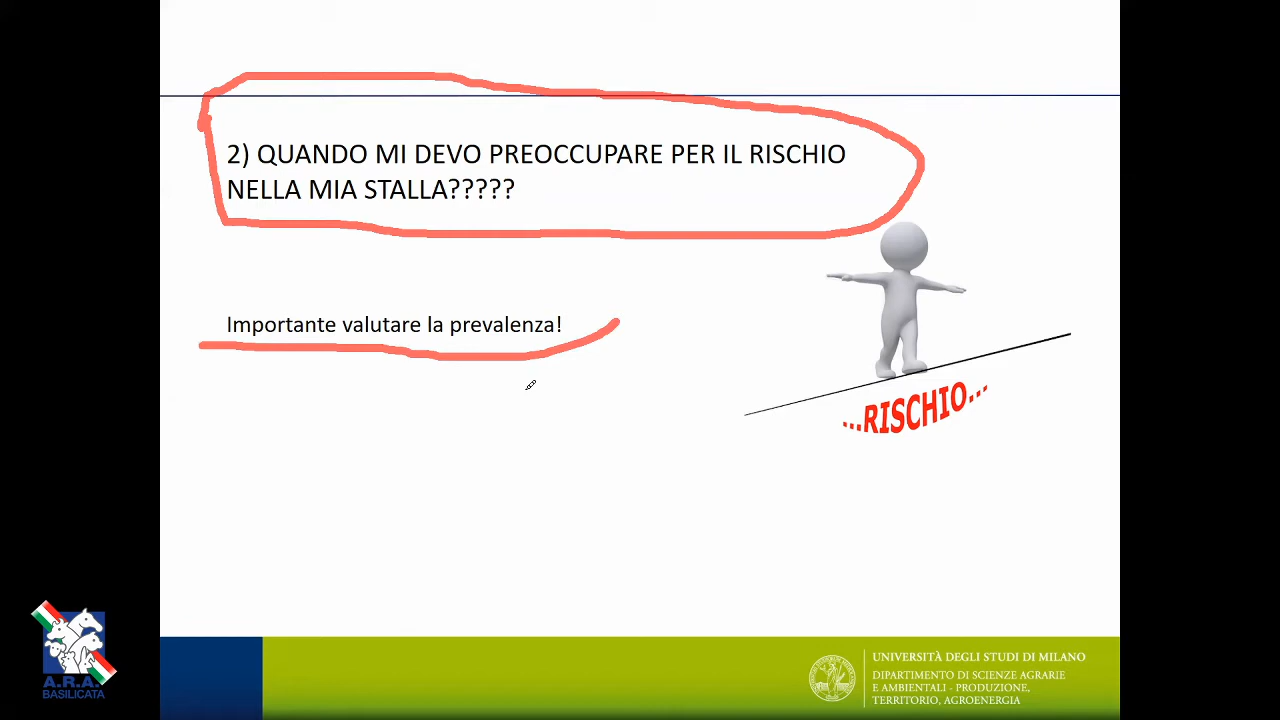 2) QUANDO MI DEVO PREOCCUPARE PER IL RISCHIO
NELLA MIA STALLA?????
Importante valutare la prevalenza!
...RISCHIO...
A.R.A.
BASILICATA
UNIVERSITÀ DEGLI STUDI DI MILANO
DIPARTIMENTO DI SCIENZE AGRARIE
E AMBIENTALI - PRODUZIONE,
TERRITORIO, AGROENERGIA